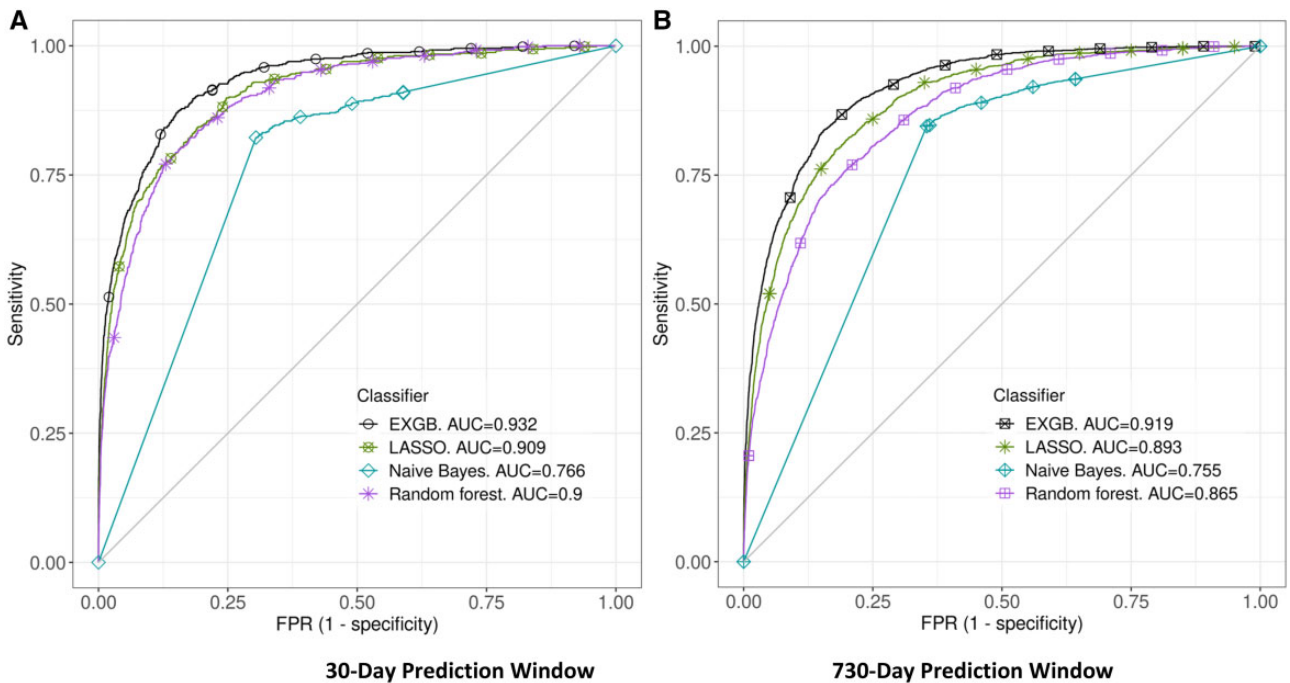 A
1.00
0.75
0.50
0.25
0.00
Sensitivity
Classifier
EXGB. AUC=0.932
LASSO. AUC=0.909
Naive Bayes. AUC=0.766
Random forest. AUC=0.9
0.00 0.25 0.50 0.75 1.00
FPR (1 - specificity)
30-Day Prediction Window
B
1.00
0.75
0.50
0.25
0.00
Sensitivity
Classifier
EXGB. AUC=0.919
LASSO. AUC=0.893
Naive Bayes. AUC=0.755
Random forest. AUC=0.865
0.00 0.25 0.50 0.75 1.00
FPR (1 - specificity)
730-Day Prediction Window